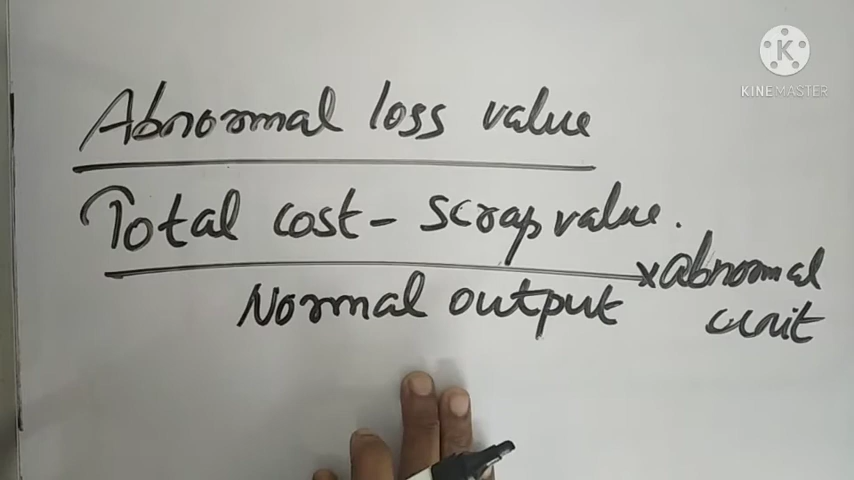 Abnormal loss value
Total cost - scrap value.
x abnormal
Normal output
unit
K
KINEMASTER